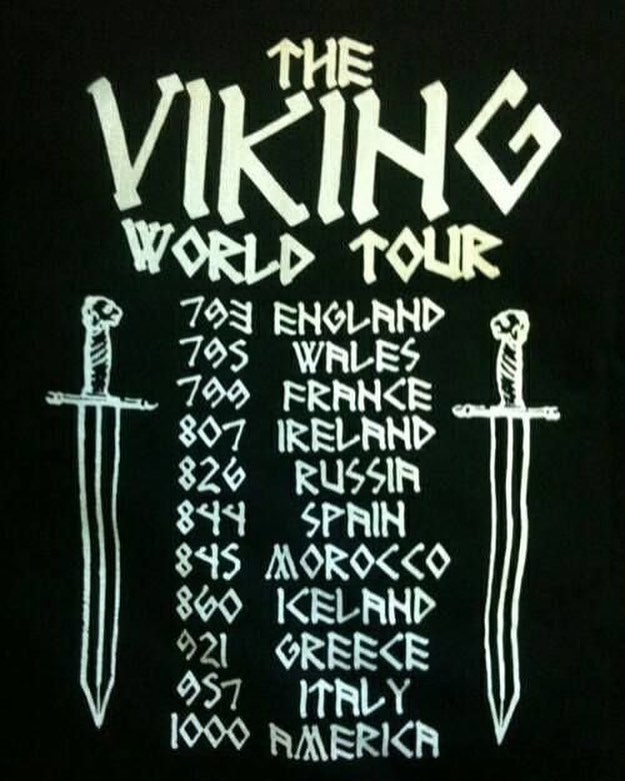 THE
VIKING
WORLD TOUR
793 ENGLAND
795 WALES
799 FRANCE
807 IRELAND
826 RUSSIA
844 SPAIN
845 MOROCCO
860 ICELAND
921 GREECE
957 ITALY
1000 AMERICA